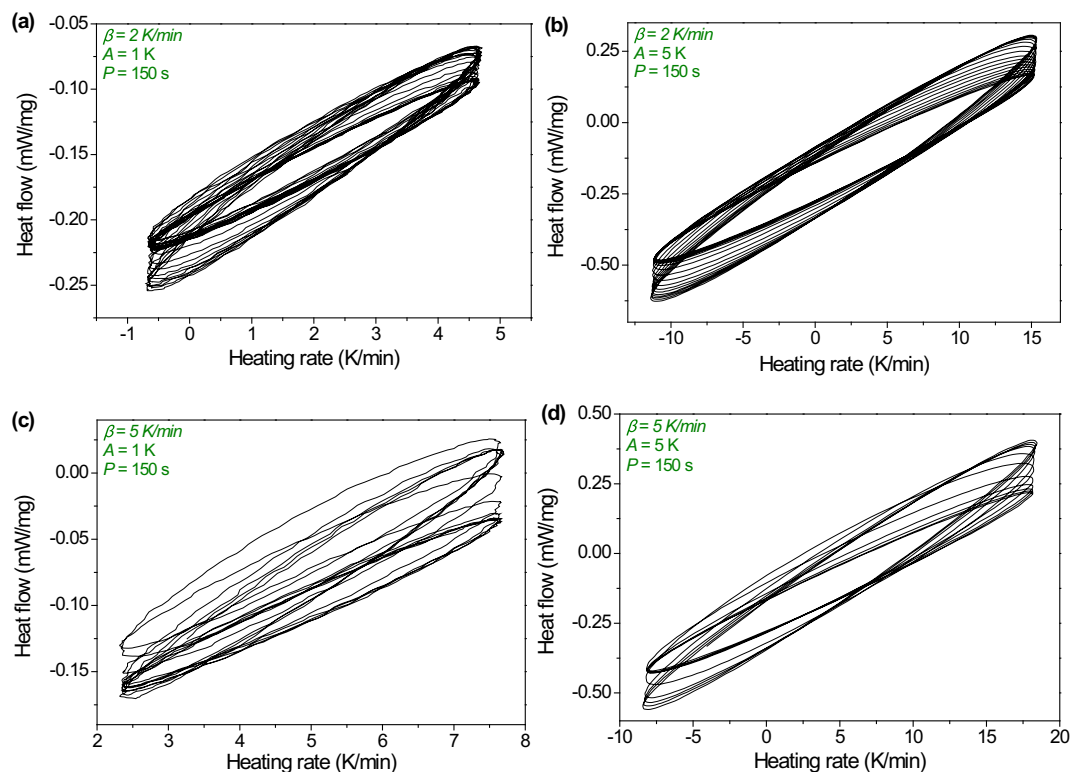 (a)
β = 2 K/min
A = 1 K
P = 150 s
-0.05
-0.10
-0.15
-0.20
-0.25
Heat flow (mW/mg)
-1 0 1 2 3 4 5
Heating rate (K/min)
(b)
β = 2 K/min
A = 5 K
P = 150 s
0.25
0.00
-0.25
-0.50
Heat flow (mW/mg)
-10 -5 0 5 10 15
Heating rate (K/min)
(c)
β = 5 K/min
A = 1 K
P = 150 s
0.00
-0.05
-0.10
-0.15
Heat flow (mW/mg)
2 3 4 5 6 7 8
Heating rate (K/min)
(d)
β = 5 K/min
A = 5 K
P = 150 s
0.50
0.25
0.00
-0.25
-0.50
Heat flow (mW/mg)
-10 -5 0 5 10 15 20
Heating rate (K/min)